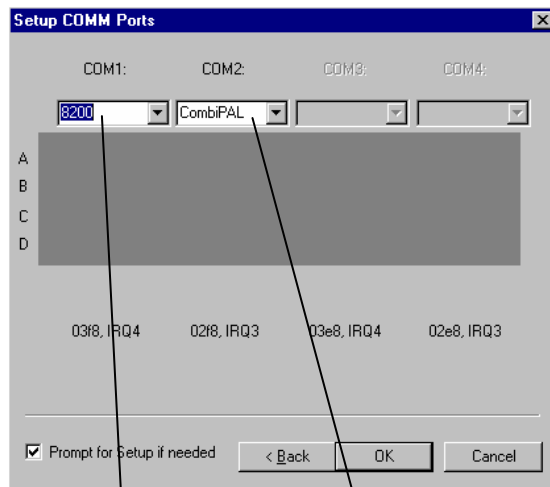 Setup COMM Ports
COM1: COM2: COM3: COM4:
8200 CombiPAL
A
B
C
D
03f8, IRQ4 02f8, IRQ3 03e8, IRQ4 02e8, IRQ3
Prompt for Setup if needed < Back OK Cancel